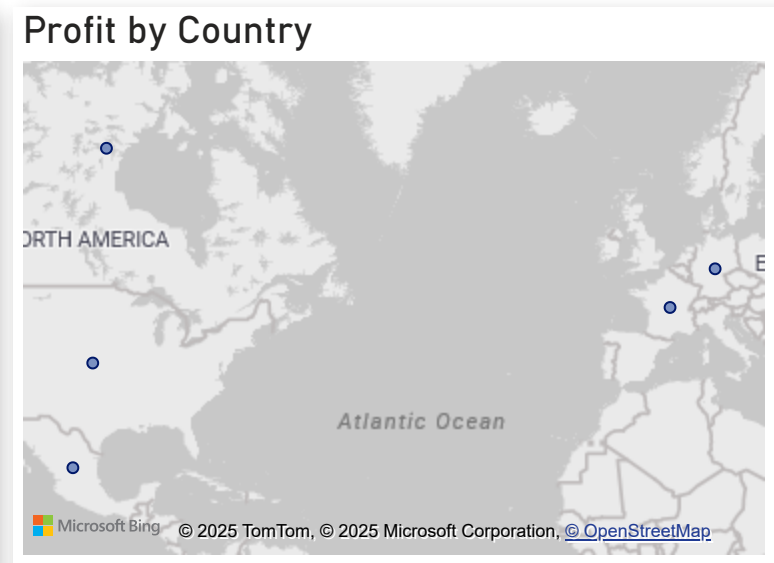 Profit by Country
ORTH AMERICA
E
Atlantic Ocean
Microsoft Bing
© 2025 TomTom, © 2025 Microsoft Corporation, © OpenStreetMap